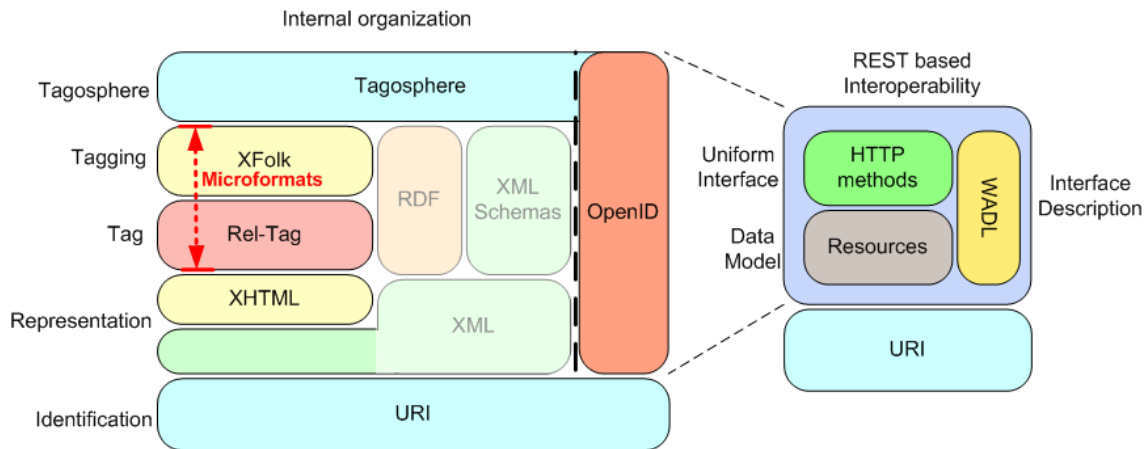 Internal organization
Tagosphere
Tagging
Tag
Representation
Identification
Tagosphere
XFolk
Microformats
Rel-Tag
XHTML
RDF
XML
Schemas
XML
OpenID
URI
REST based
Interoperability
Uniform
Interface
Data
Model
HTTP
methods
Resources
WADL
Interface
Description
URI